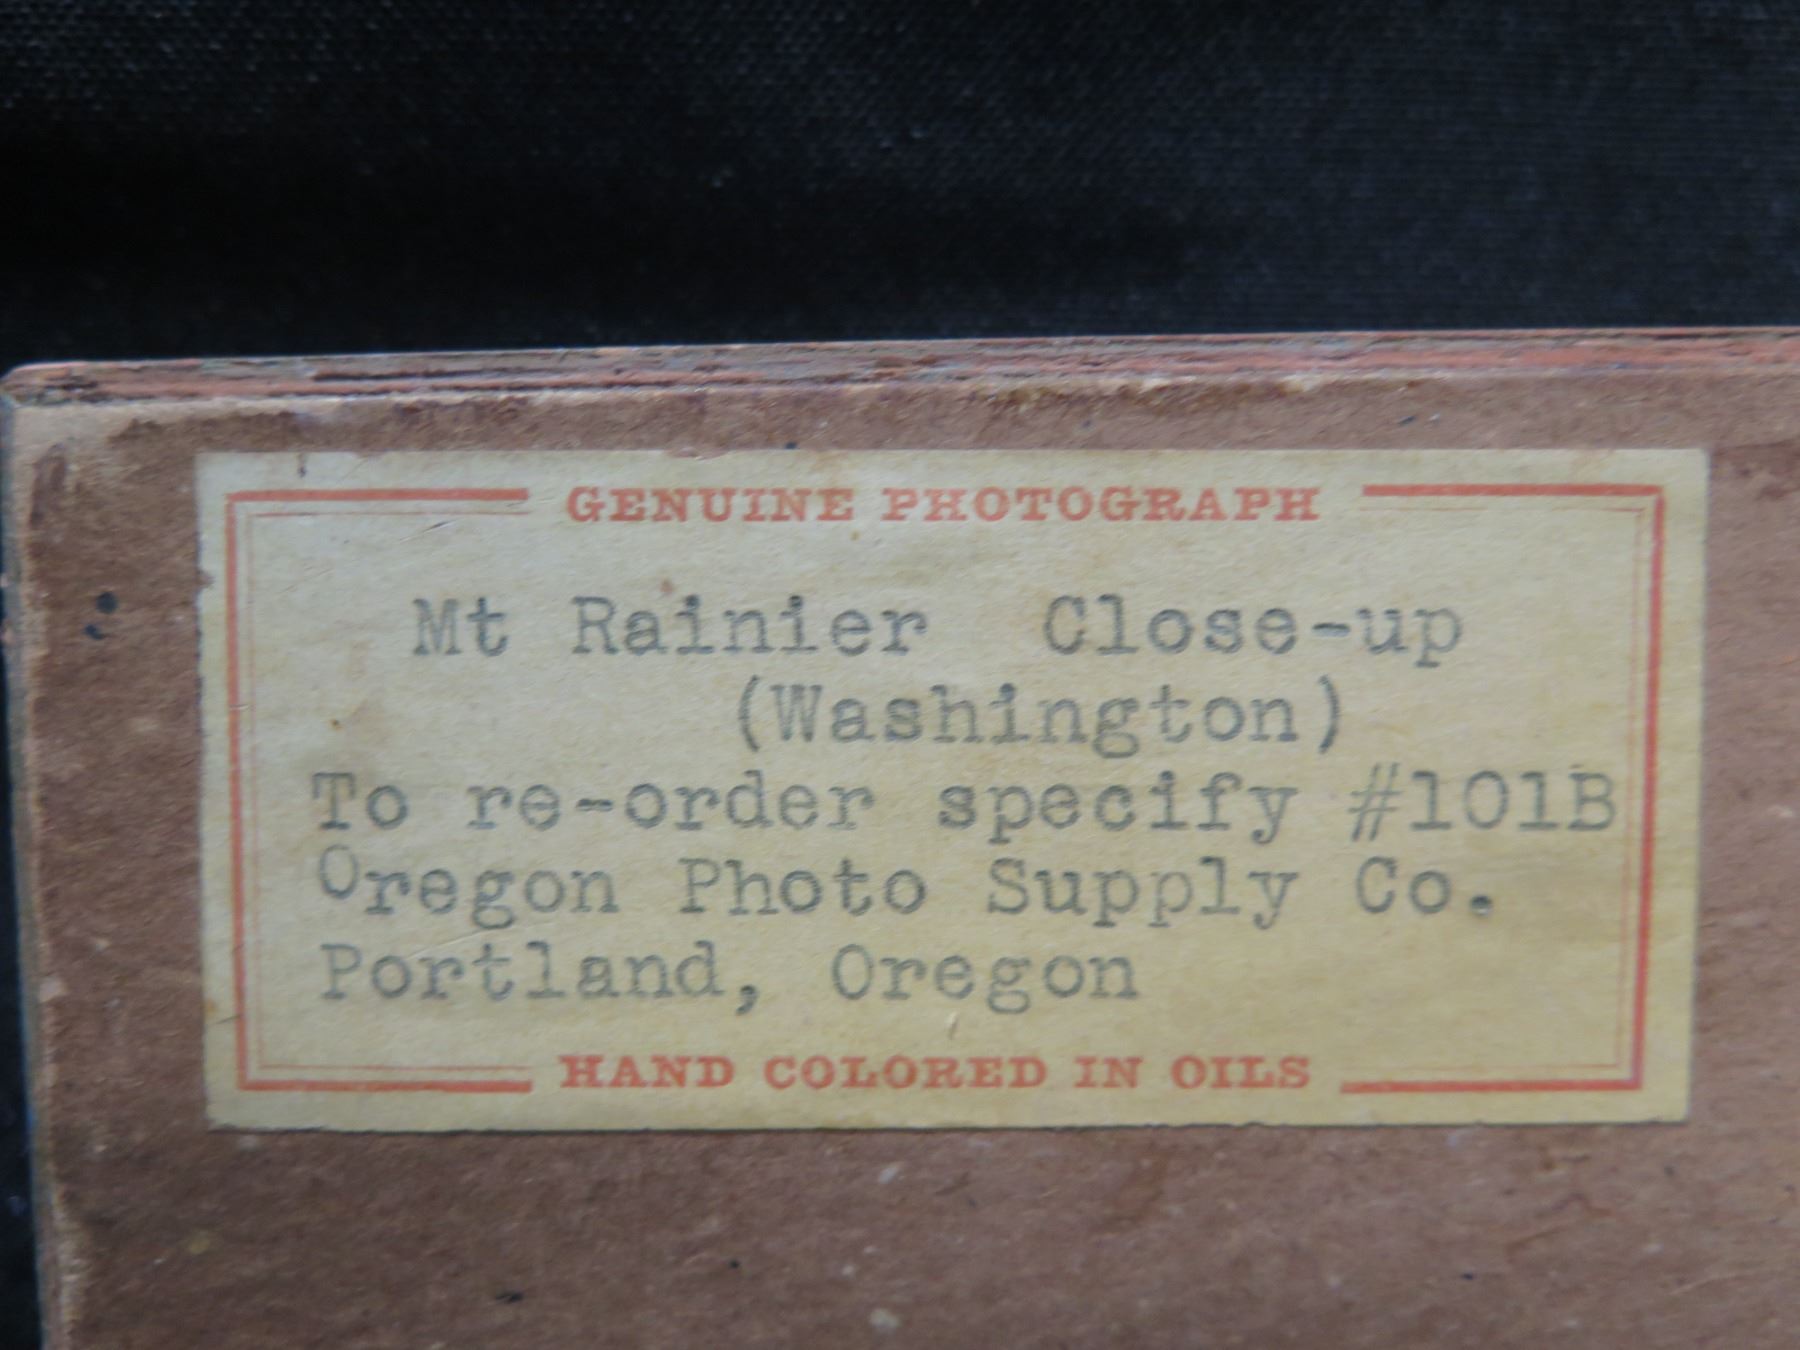 GENUINE PHOTOGRAPH
Mt Rainier Close-up
(Washington)
To re-order specify #101B
Oregon Photo Supply Co.
Portland, Oregon
HAND COLORED IN OILS